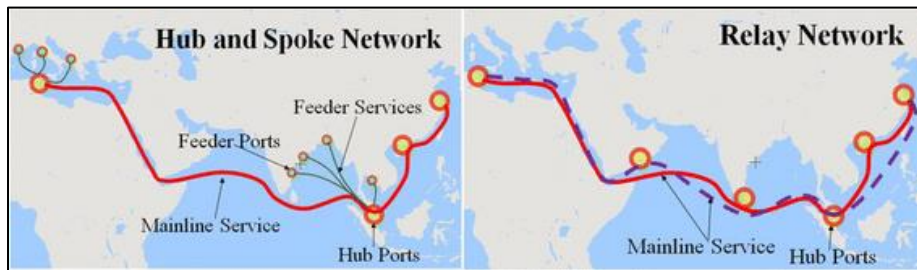 Hub and Spoke Network
Feeder Services
Feeder Ports
Mainline Service
Hub Ports
Relay Network
Mainline Service
Hub Ports